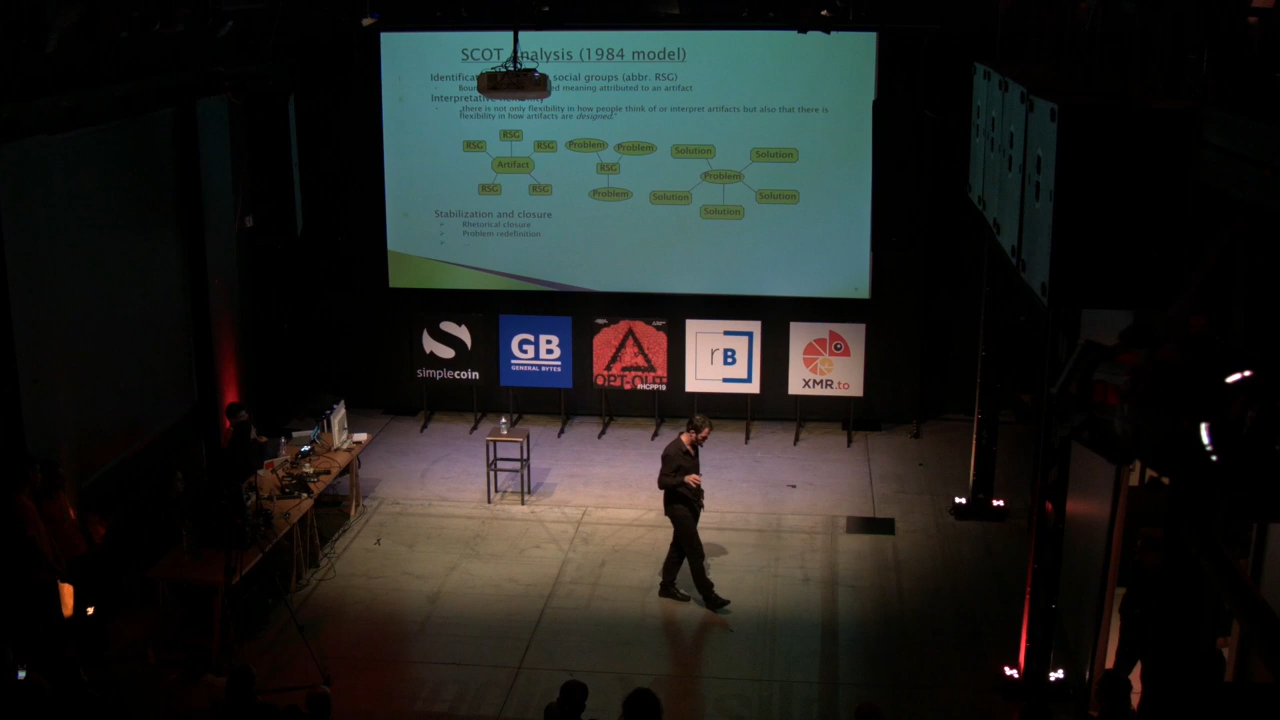 SCOT Analysis (1984 model)
social groups (abbr. RSG)
meaning attributed to an artifact
Interpretative
"there is not only flexibility in how people think of or interpret artifacts but also that there is
flexibility in how artifacts are designed."
RSG
RSG
RSG
Artifact
RSG
RSG
Problem
Problem
RSG
Problem
Solution
Solution
Problem
Solution
Solution
Solution
Stabilization and closure
Rhetorical closure
Problem redefinition
...
simplecoin
GB
GENERAL BYTES
OPT-OUT
#HCPP19
rB
XMR.to